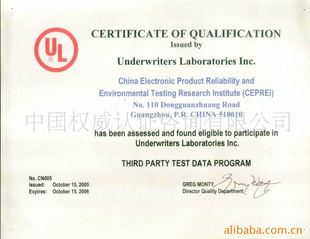 UL
CERTIFICATE OF QUALIFICATION
Issued by
Underwriters Laboratories Inc.
China Electronic Product Reliability and
Environmental Testing Research Institute (CEPREI)
No. 110 Dongguanzhuang Road
Guangzhou, P.R. CHINA 510610
中国权威认证咨询有限公司
has been assessed and found eligible to participate in
Underwriters Laboratories Inc.
THIRD PARTY TEST DATA PROGRAM
No. CN005
Issued: October 15, 2005
Expires: October 15, 2006
GREG MONTY
Director Quality Department
alibaba.com.cn